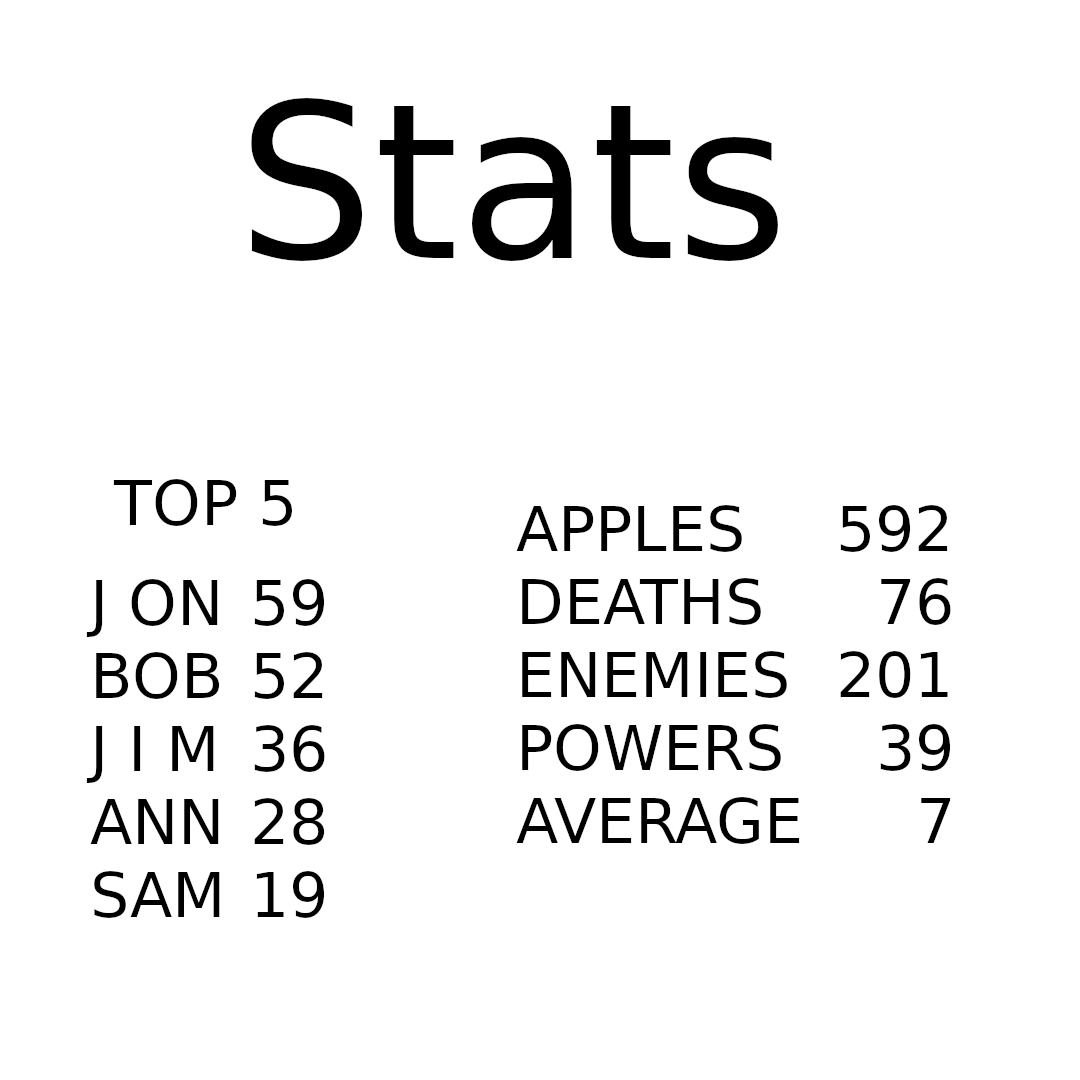 Stats
TOP 5
J ON 59
BOB 52
J I M 36
ANN 28
SAM 19
APPLES 592
DEATHS 76
ENEMIES 201
POWERS 39
AVERAGE 7